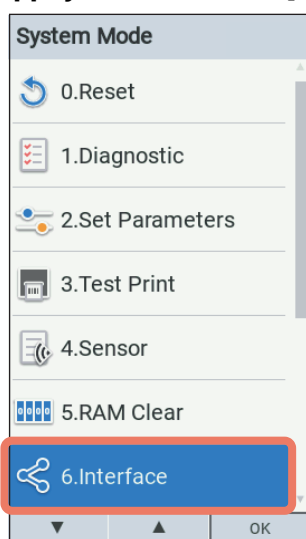 System Mode
0.Reset
1.Diagnostic
2.Set Parameters
3.Test Print
4.Sensor
0000 5.RAM Clear
6.Interface
▼ ▲ OK